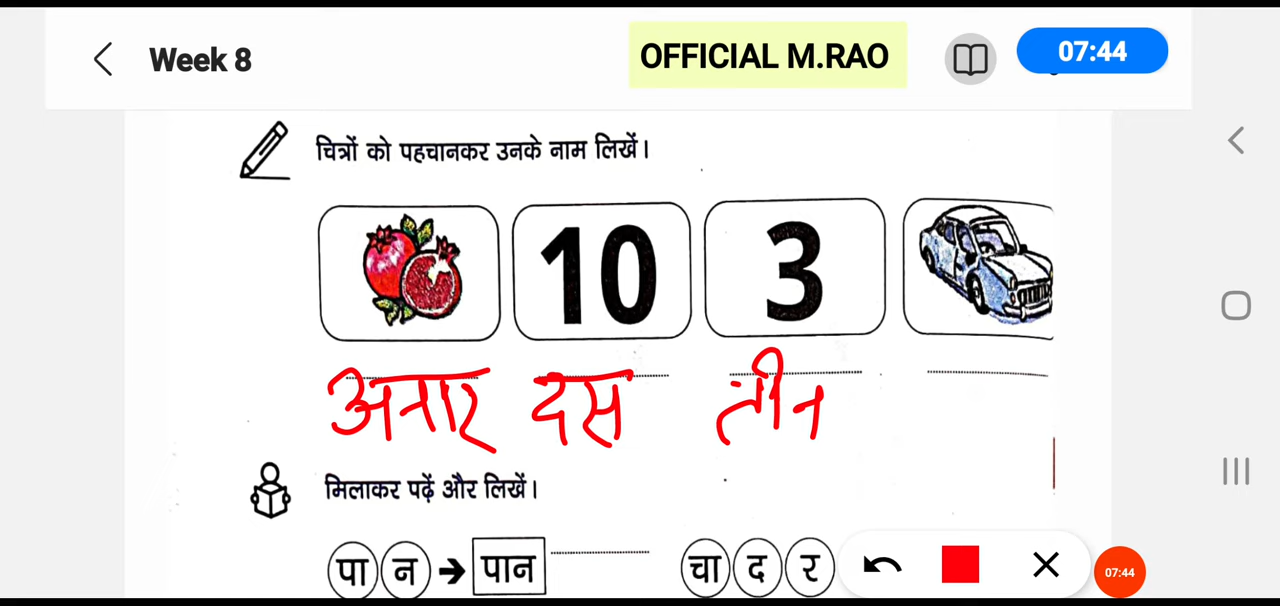 Week 8
OFFICIAL M.RAO
07:44
चित्रों को पहचानकर उनके नाम लिखें।
10 3
अनार दस तीन
मिलाकर पढ़ें और लिखें।
पा न → पान चा द र
07:44